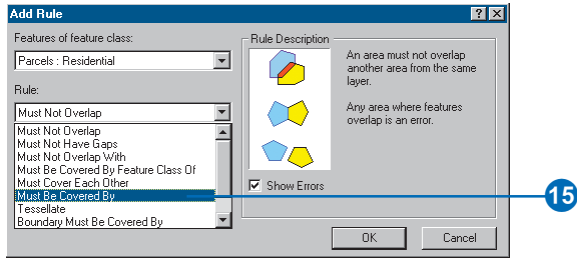 Add Rule
Features of feature class:
Parcels : Residential
Rule:
Must Not Overlap
Must Not Overlap
Must Not Have Gaps
Must Not Overlap With
Must Be Covered By Feature Class Of
Must Cover Each Other
Must Be Covered By
Tessellate
Boundary Must Be Covered By
Rule Description
An area must not overlap
another area from the same
layer.
Any area where features
overlap is an error.
Show Errors
OK
Cancel
15